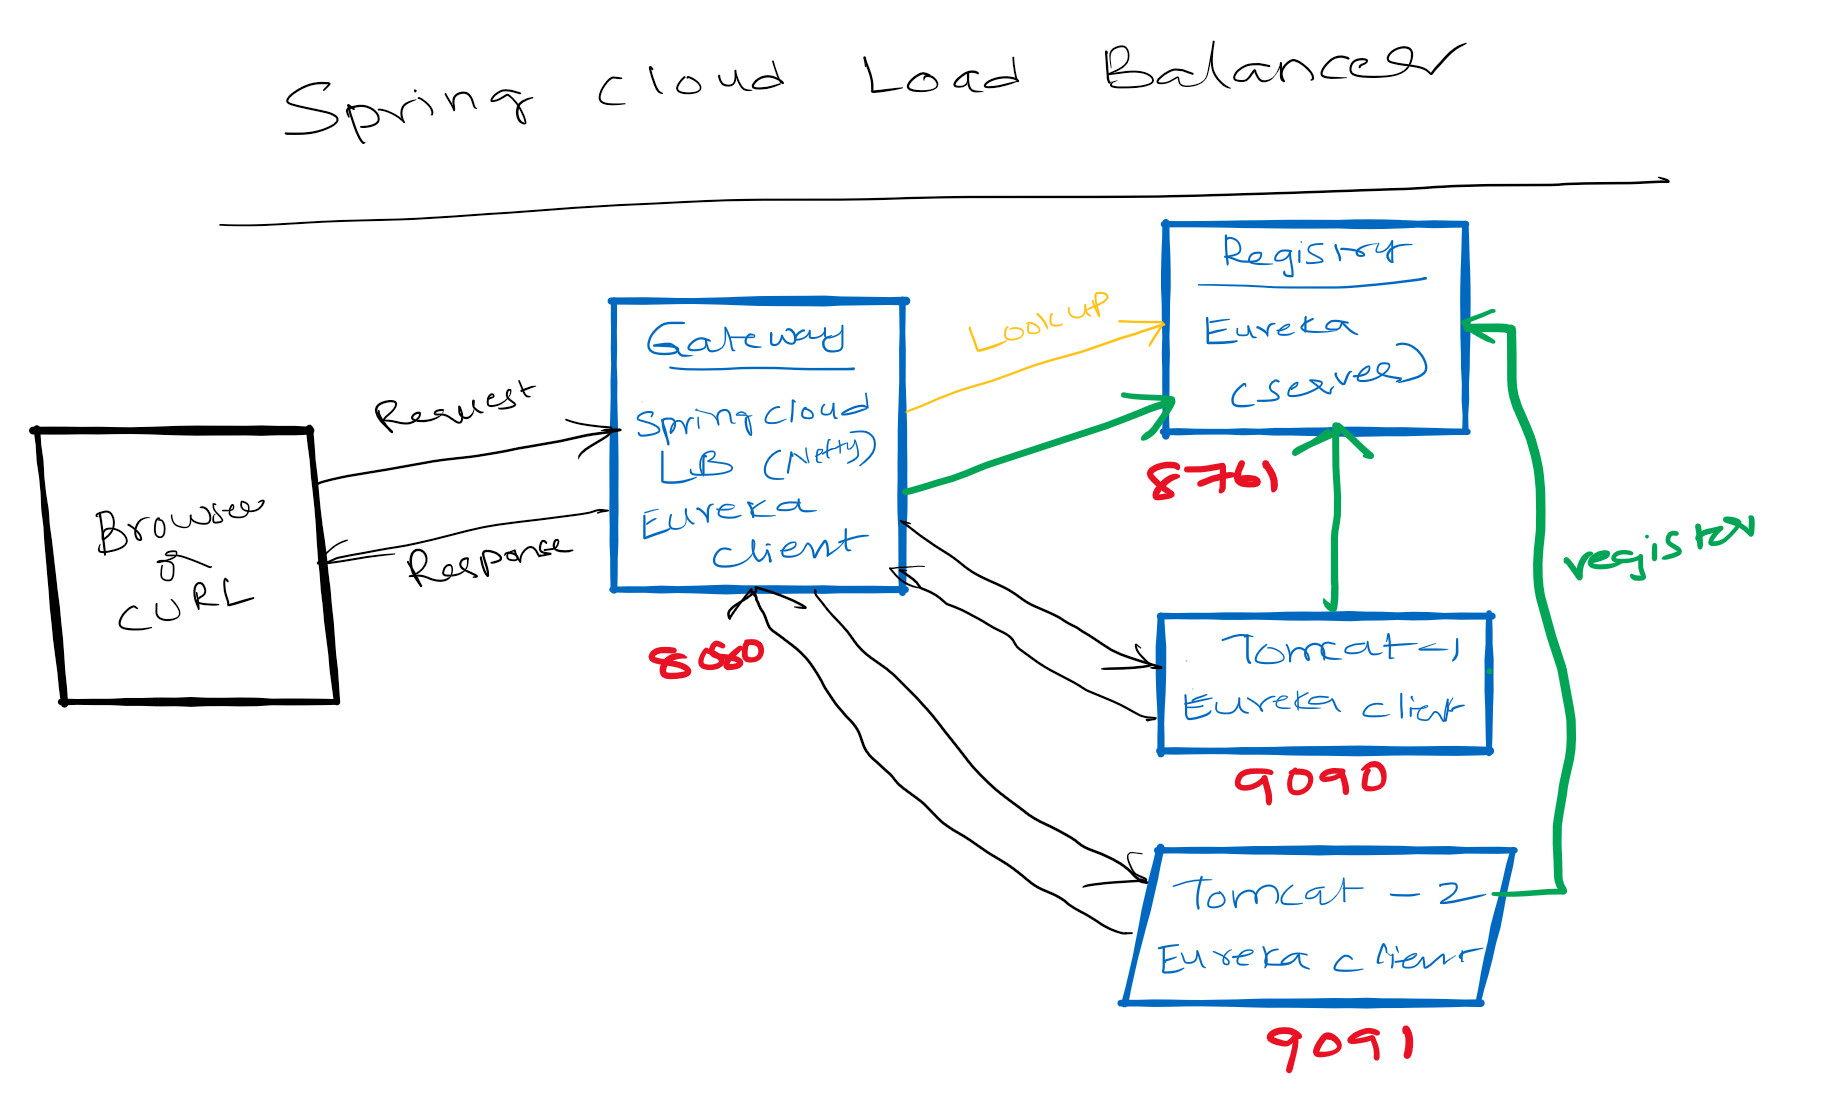 Spring cloud Load Balancer
Request
Response
Browser
or
CURL
Gateway
Spring cloud
LB (Netty)
Eureka
client
8080
Lookup
Registry
Eureka
(server)
8761
register
Tomcat-1
Eureka client
9090
Tomcat - 2
Eureka client
9091